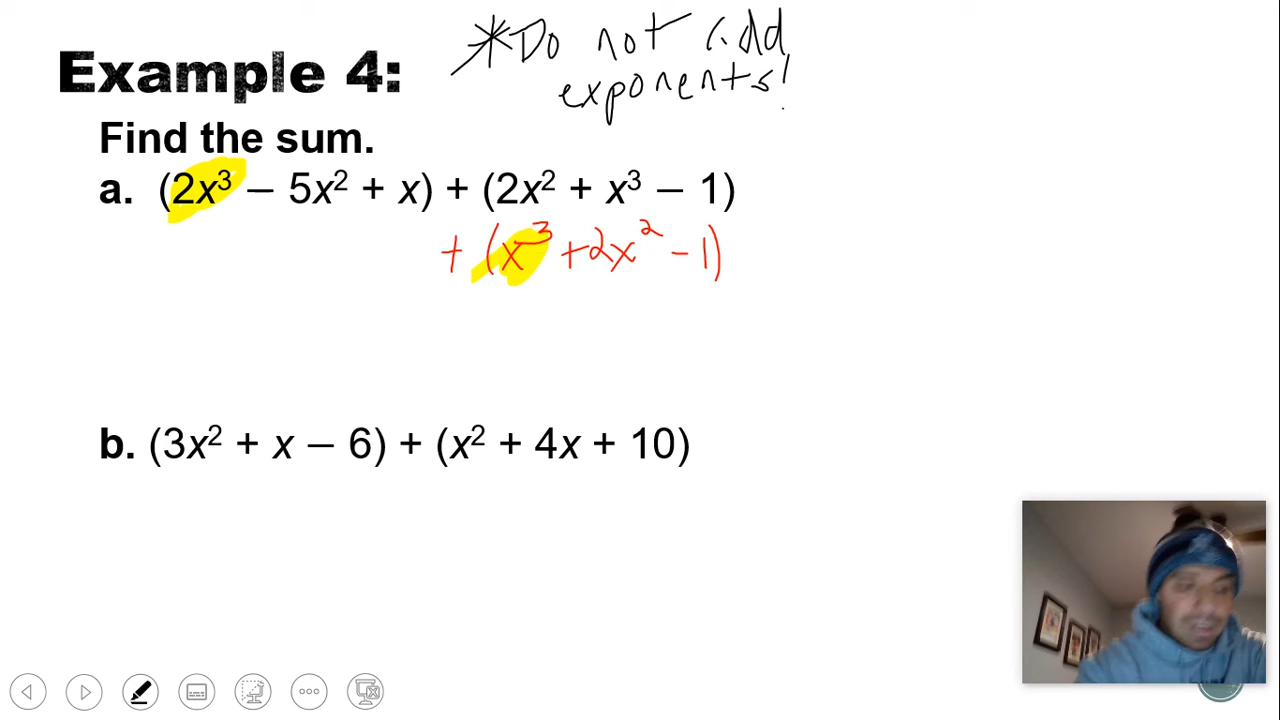 *Do not add
exponents!
Example 4:
Find the sum.
a. (2x³ – 5x² + x) + (2x² + x³ – 1)
+ (x³ + 2x² - 1)
b. (3x² + x – 6) + (x² + 4x + 10)